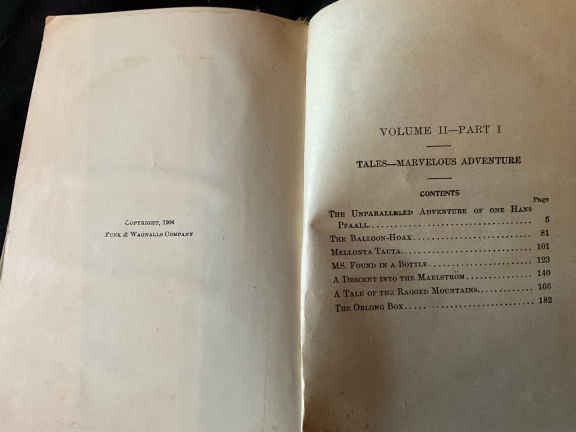 COPYRIGHT, 1904
FUNK & WAGNALLS COMPANY
VOLUME II—PART I
TALES—MARVELOUS ADVENTURE
CONTENTS
Page
THE UNPARALLELED ADVENTURE OF ONE HANS
PFAALL 5
THE BALLOON-HOAX 81
MELLONTA TAUTA 101
MS. FOUND IN A BOTTLE 123
A DESCENT INTO THE MAELSTRÖM 140
A TALE OF THE RAGGED MOUNTAINS 166
THE OBLONG BOX 182